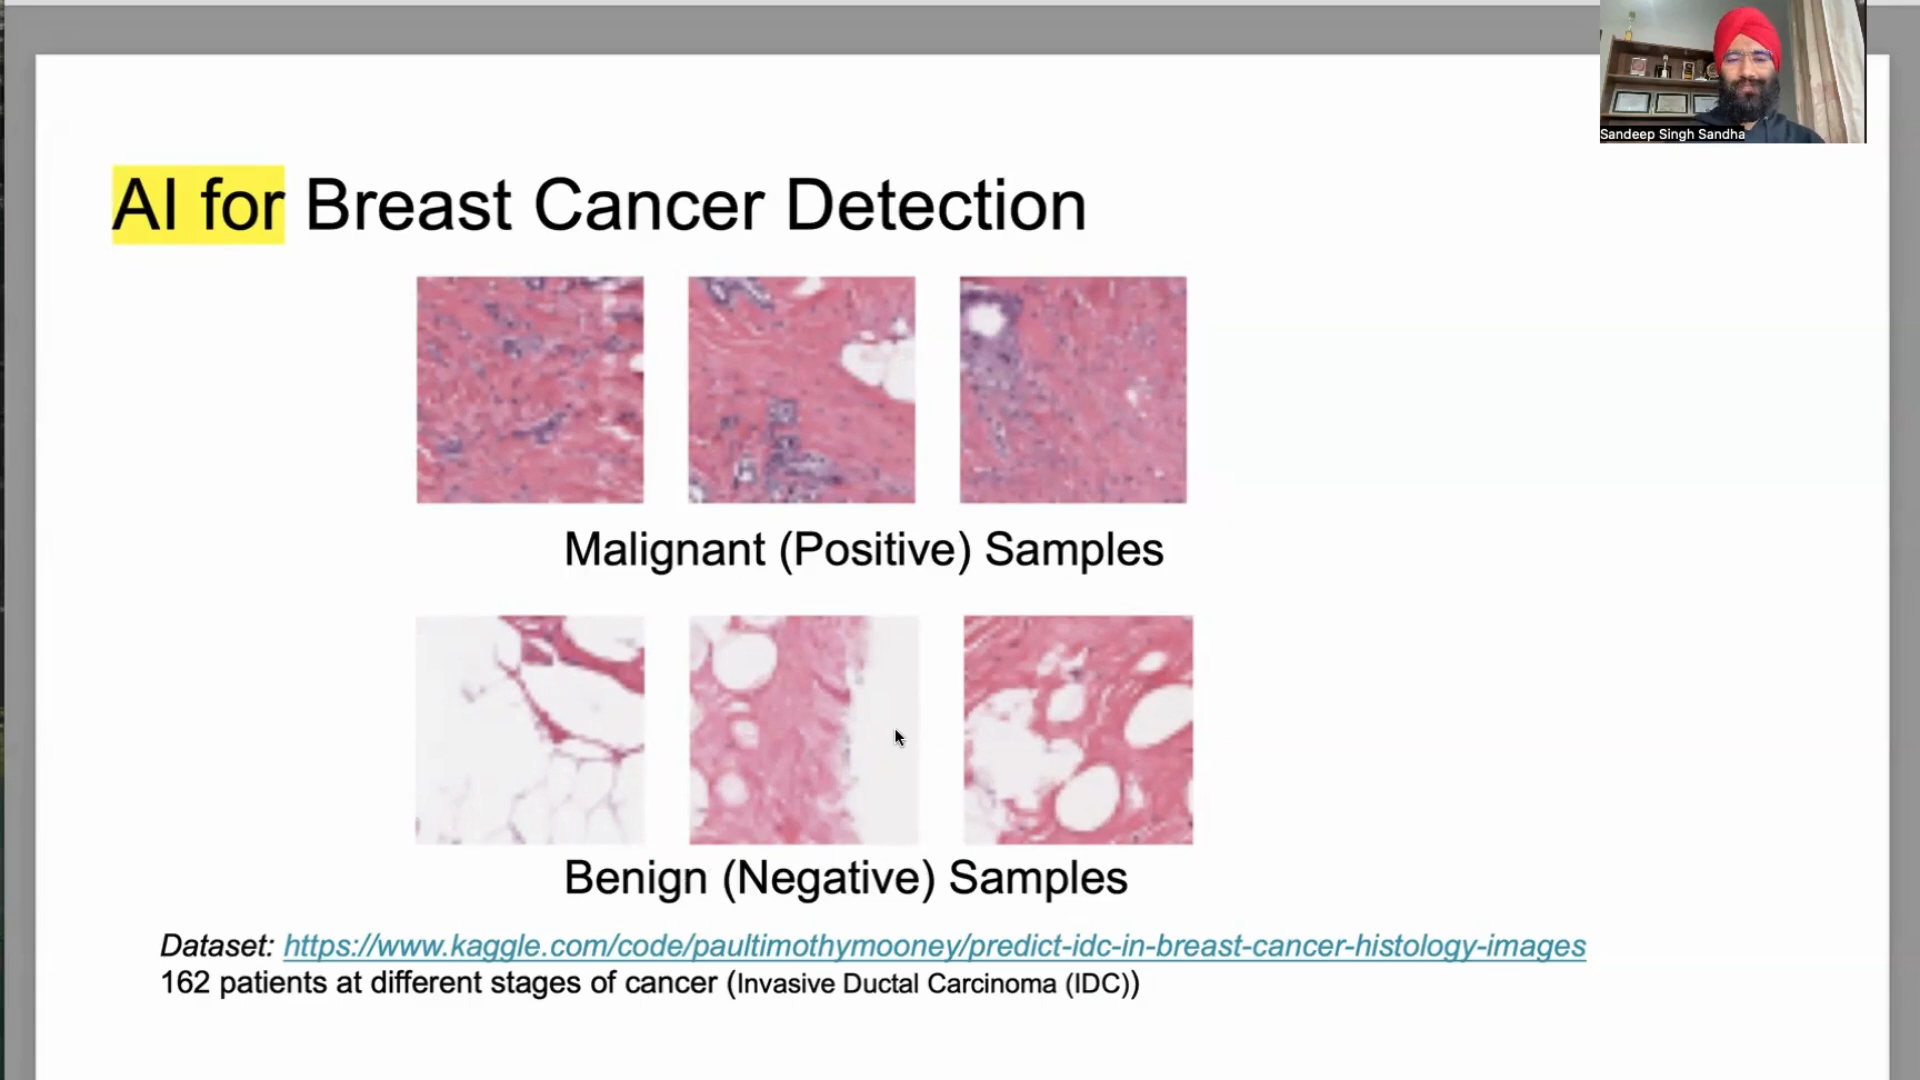 Sandeep Singh Sandha
AI for Breast Cancer Detection
Malignant (Positive) Samples
Benign (Negative) Samples
Dataset: https://www.kaggle.com/code/paultimothymooney/predict-idc-in-breast-cancer-histology-images
162 patients at different stages of cancer (Invasive Ductal Carcinoma (IDC))